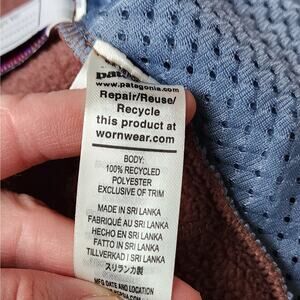 www.patagonia.com
Repair/Reuse/
Recycle
this product at
wornwear.com
BODY:
100% RECYCLED
POLYESTER
EXCLUSIVE OF TRIM
MADE IN SRI LANKA
FABRIQUÉ AU SRI LANKA
HECHO EN SRI LANKA
FATTO IN SRI LANKA
TILLVERKAD I SRI LANKA
スリランカ製
MFG DATE AND LOCATION